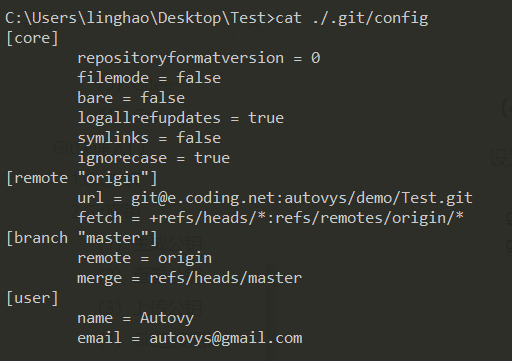 C:\Users\linghao\Desktop\Test>cat ./.git/config
[core]
        repositoryformatversion = 0
        filemode = false
        bare = false
        logallrefupdates = true
        symlinks = false
        ignorecase = true
[remote "origin"]
        url = git@e.coding.net:autovys/demo/Test.git
        fetch = +refs/heads/*:refs/remotes/origin/*
[branch "master"]
        remote = origin
        merge = refs/heads/master
[user]
        name = Autovy
        email = autovys@gmail.com